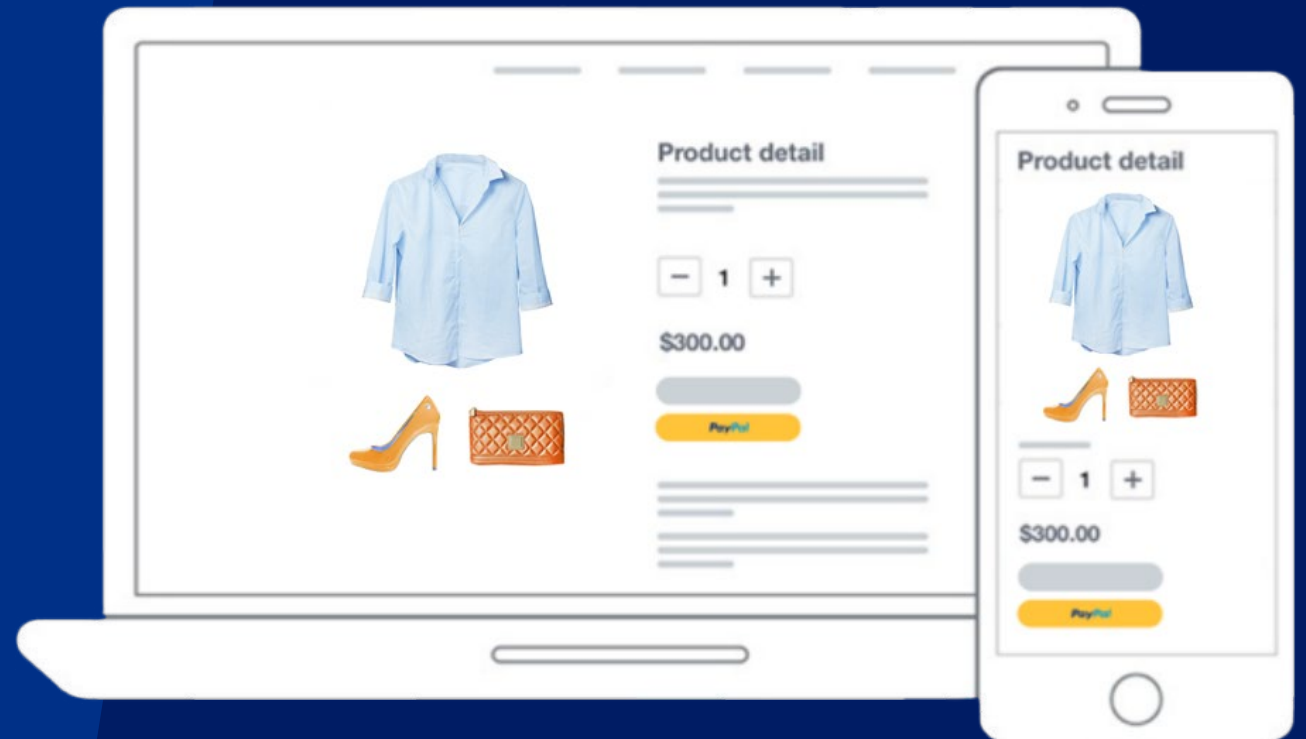 Product detail
− 1 +
$300.00
PayPal
Product detail
− 1 +
$300.00
PayPal